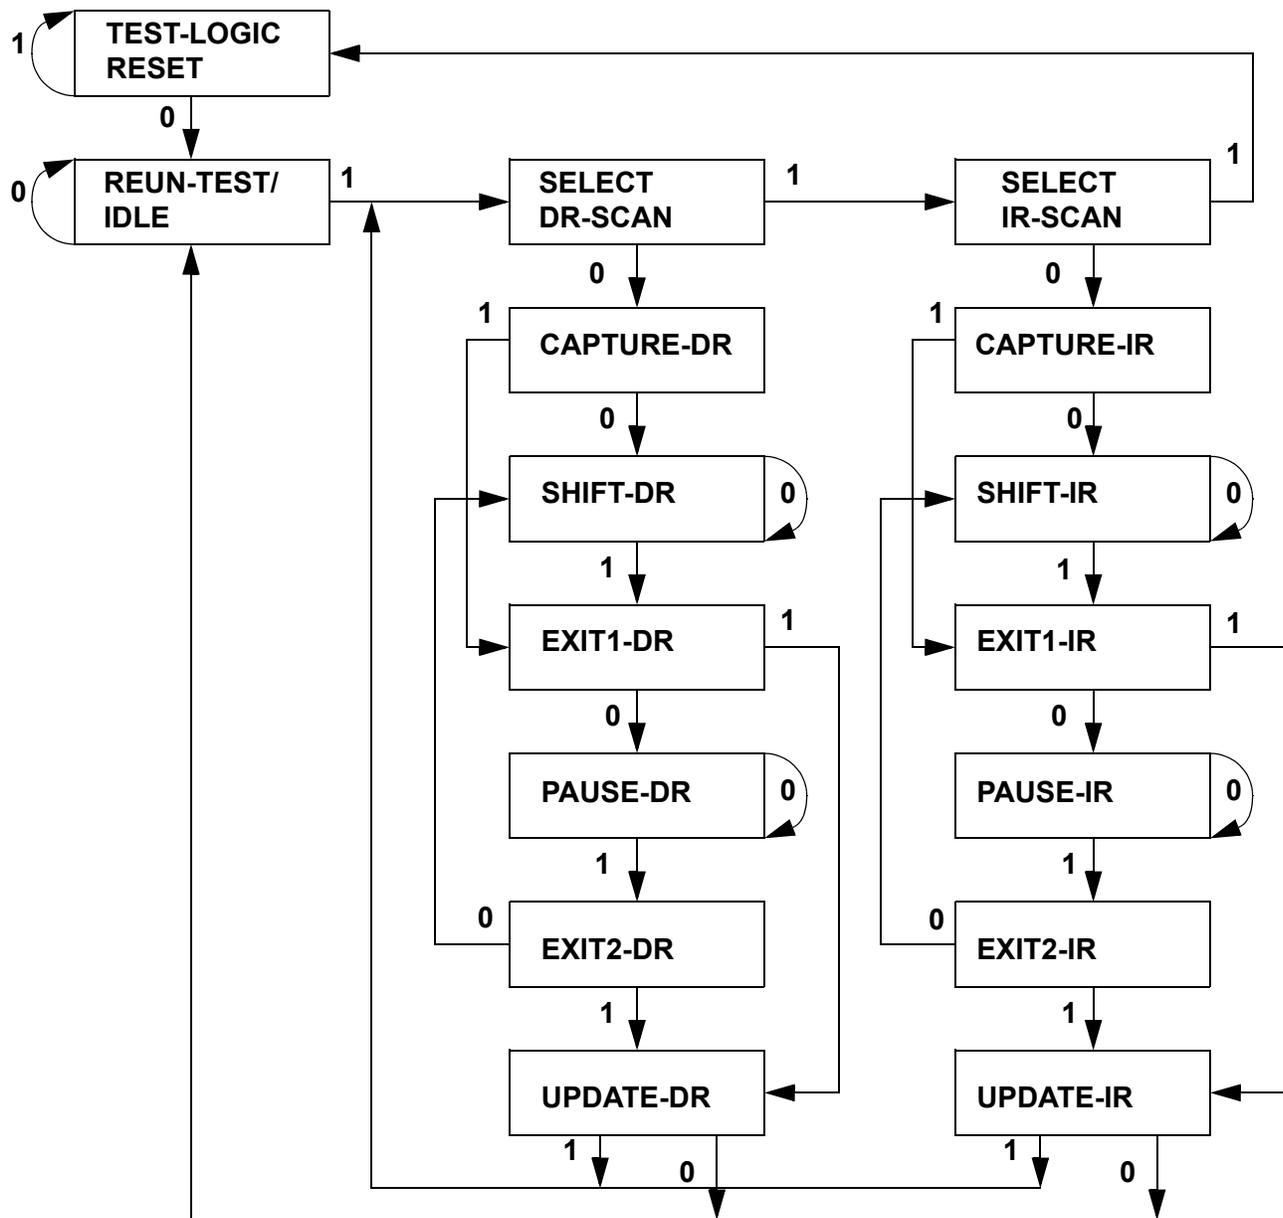 1
TEST-LOGIC
RESET
0
0
REUN-TEST/
IDLE
1
SELECT
DR-SCAN
1
SELECT
IR-SCAN
1
0
0
1
CAPTURE-DR
1
CAPTURE-IR
0
0
SHIFT-DR
0
SHIFT-IR
0
1
1
EXIT1-DR
1
EXIT1-IR
1
0
0
PAUSE-DR
0
PAUSE-IR
0
1
1
0
EXIT2-DR
0
EXIT2-IR
1
1
UPDATE-DR
UPDATE-IR
1
0
1
0